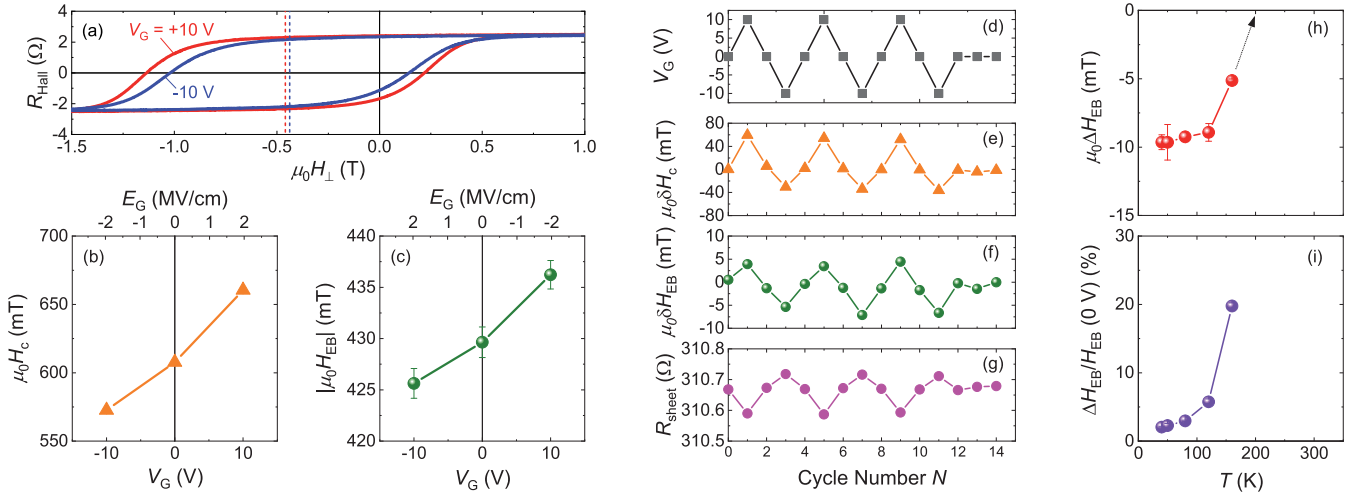 (a)
V_G = +10 V
-10 V
R_Hall (Ω)
4
2
0
-2
-4
-1.5 -1.0 -0.5 0.0 0.5 1.0
μ₀H⊥ (T)
E_G (MV/cm)
-2 -1 0 1 2
(b)
μ₀H_c (mT)
700
650
600
550
-10 0 10
V_G (V)
E_G (MV/cm)
2 1 0 -1 -2
(c)
|μ₀H_EB| (mT)
440
435
430
425
420
-10 0 10
V_G (V)
(d)
V_G (V)
10
5
0
-5
-10
(e)
μ₀δH_c (mT)
80
40
0
-40
-80
(f)
μ₀δH_EB (mT)
10
5
0
-5
-10
(g)
R_sheet (Ω)
310.8
310.7
310.6
310.5
0 2 4 6 8 10 12 14
Cycle Number N
(h)
μ₀ΔH_EB (mT)
0
-5
-10
-15
(i)
ΔH_EB/H_EB (0 V) (%)
30
20
10
0
0 100 200 300
T (K)